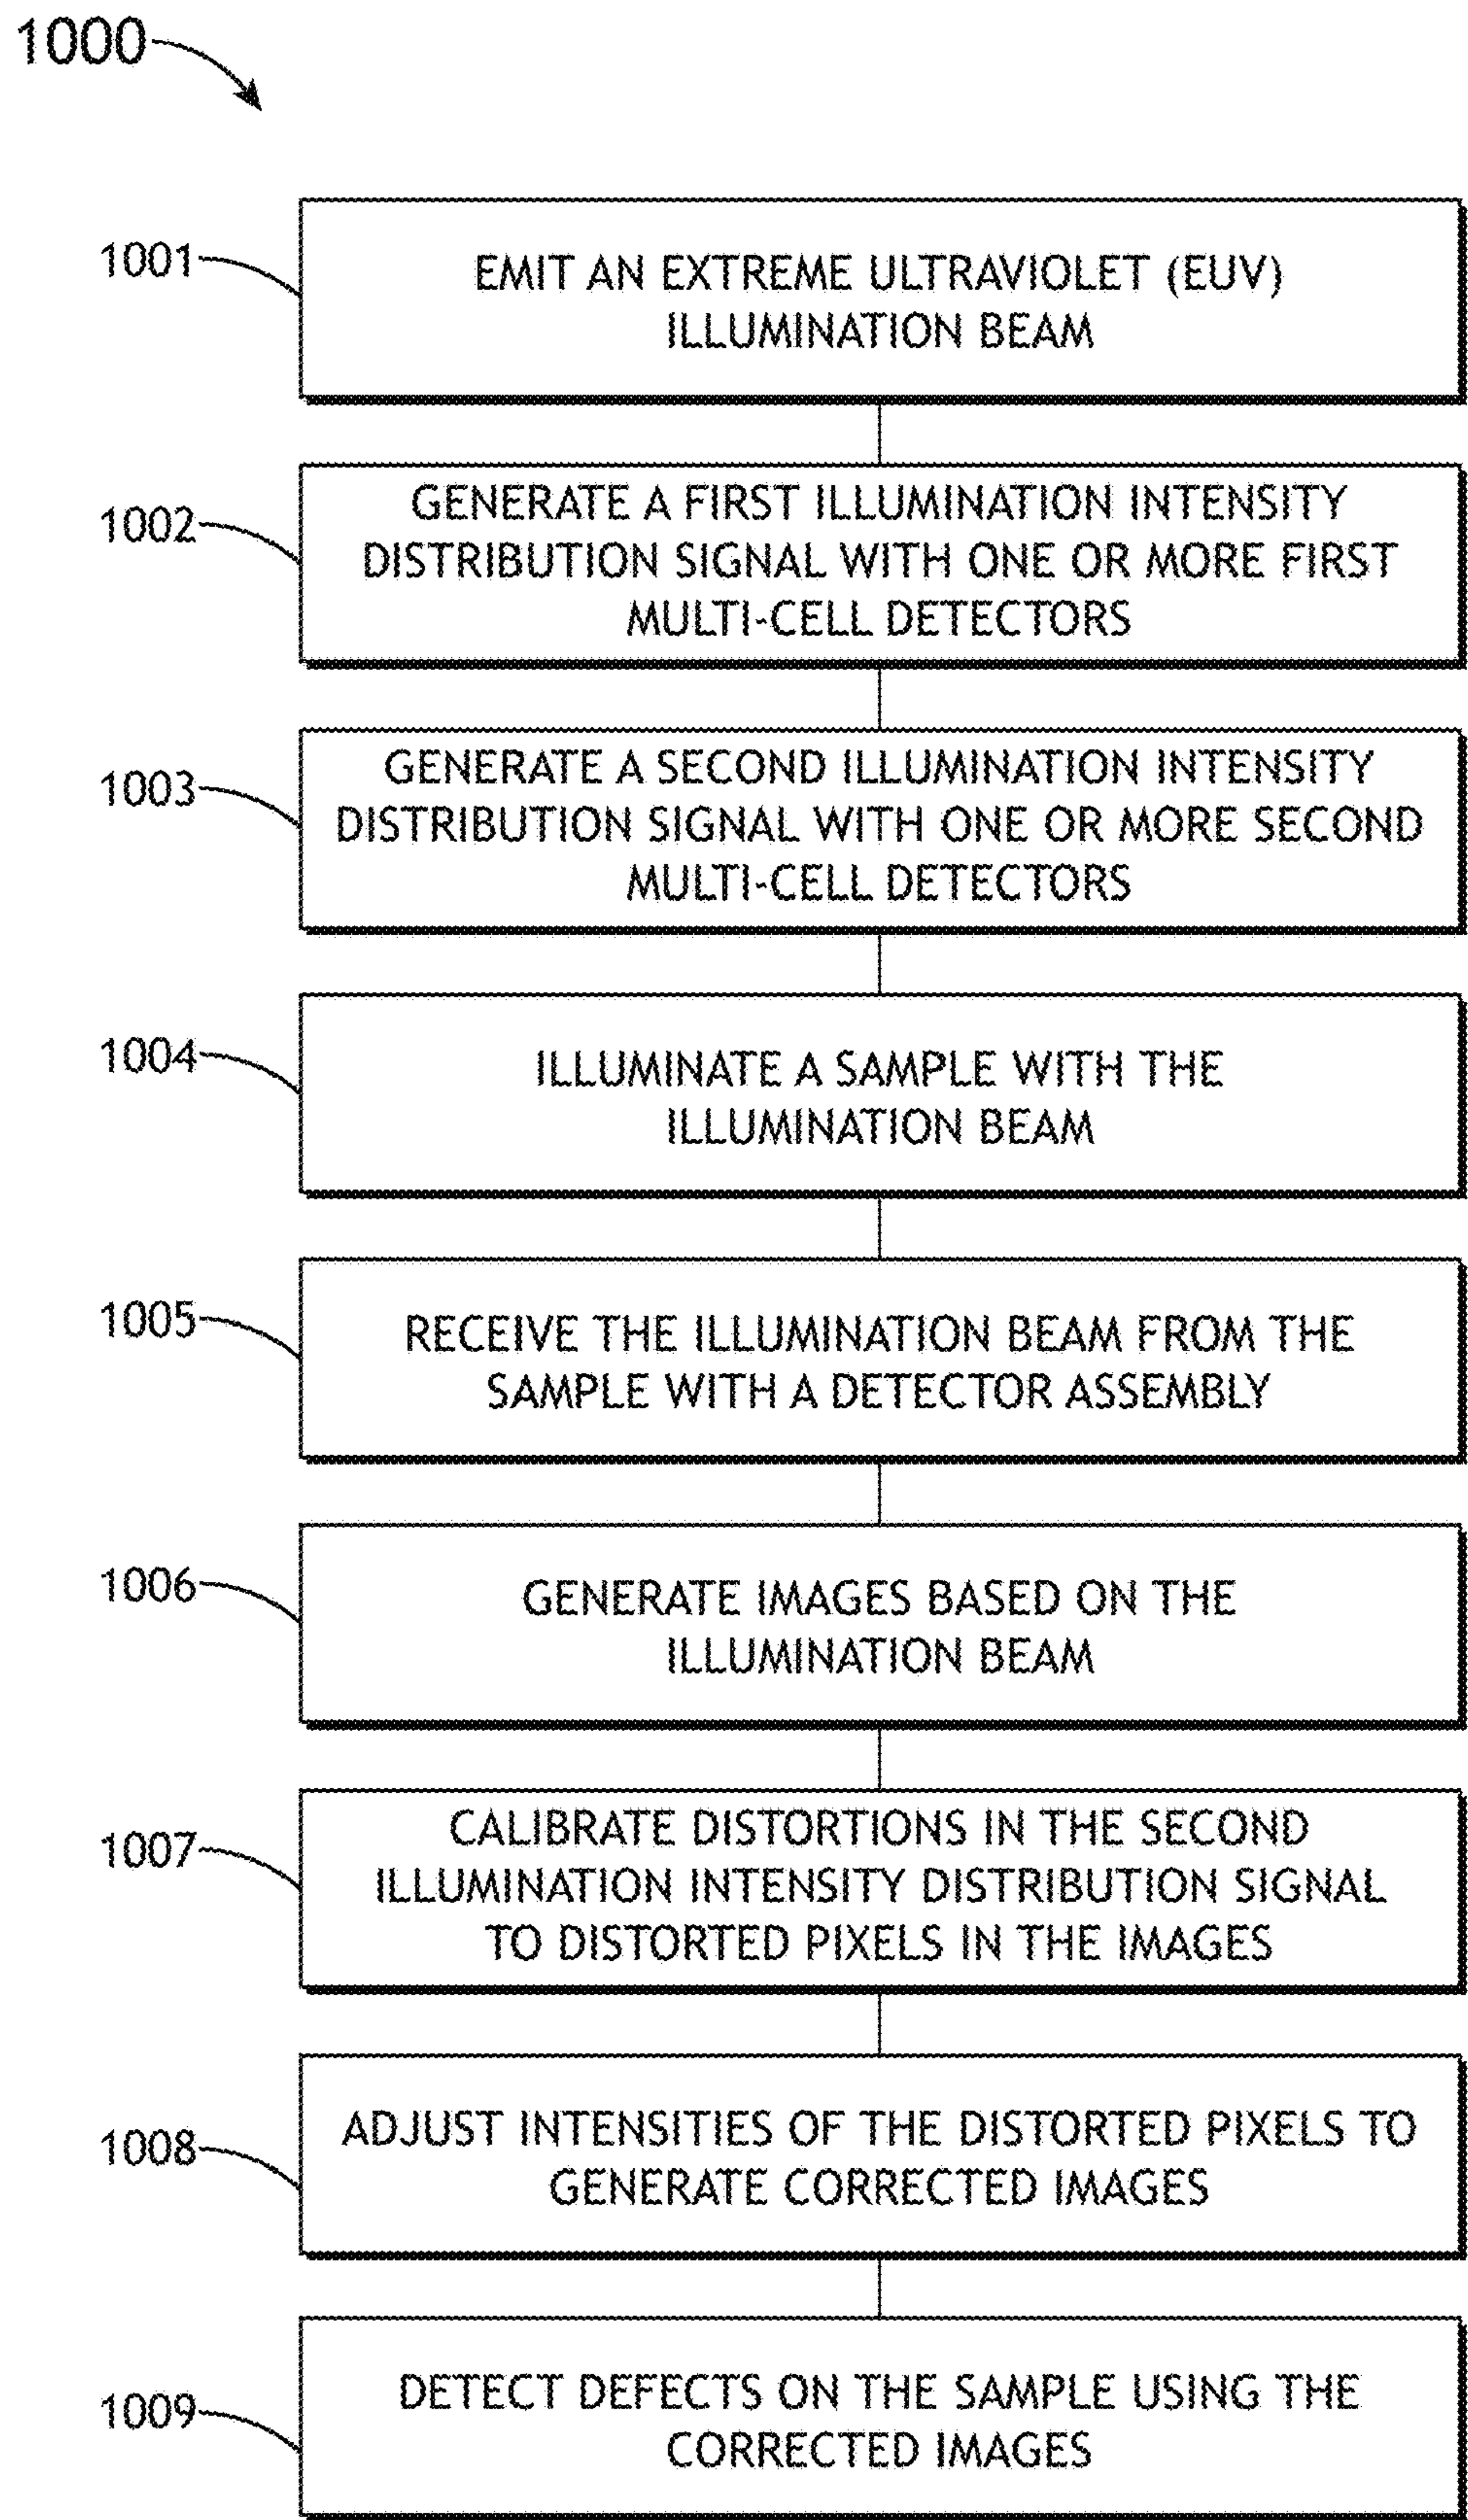 1000
1001
EMIT AN EXTREME ULTRAVIOLET (EUV)
ILLUMINATION BEAM
1002
GENERATE A FIRST ILLUMINATION INTENSITY
DISTRIBUTION SIGNAL WITH ONE OR MORE FIRST
MULTI-CELL DETECTORS
1003
GENERATE A SECOND ILLUMINATION INTENSITY
DISTRIBUTION SIGNAL WITH ONE OR MORE SECOND
MULTI-CELL DETECTORS
1004
ILLUMINATE A SAMPLE WITH THE
ILLUMINATION BEAM
1005
RECEIVE THE ILLUMINATION BEAM FROM THE
SAMPLE WITH A DETECTOR ASSEMBLY
1006
GENERATE IMAGES BASED ON THE
ILLUMINATION BEAM
1007
CALIBRATE DISTORTIONS IN THE SECOND
ILLUMINATION INTENSITY DISTRIBUTION SIGNAL
TO DISTORTED PIXELS IN THE IMAGES
1008
ADJUST INTENSITIES OF THE DISTORTED PIXELS TO
GENERATE CORRECTED IMAGES
1009
DETECT DEFECTS ON THE SAMPLE USING THE
CORRECTED IMAGES